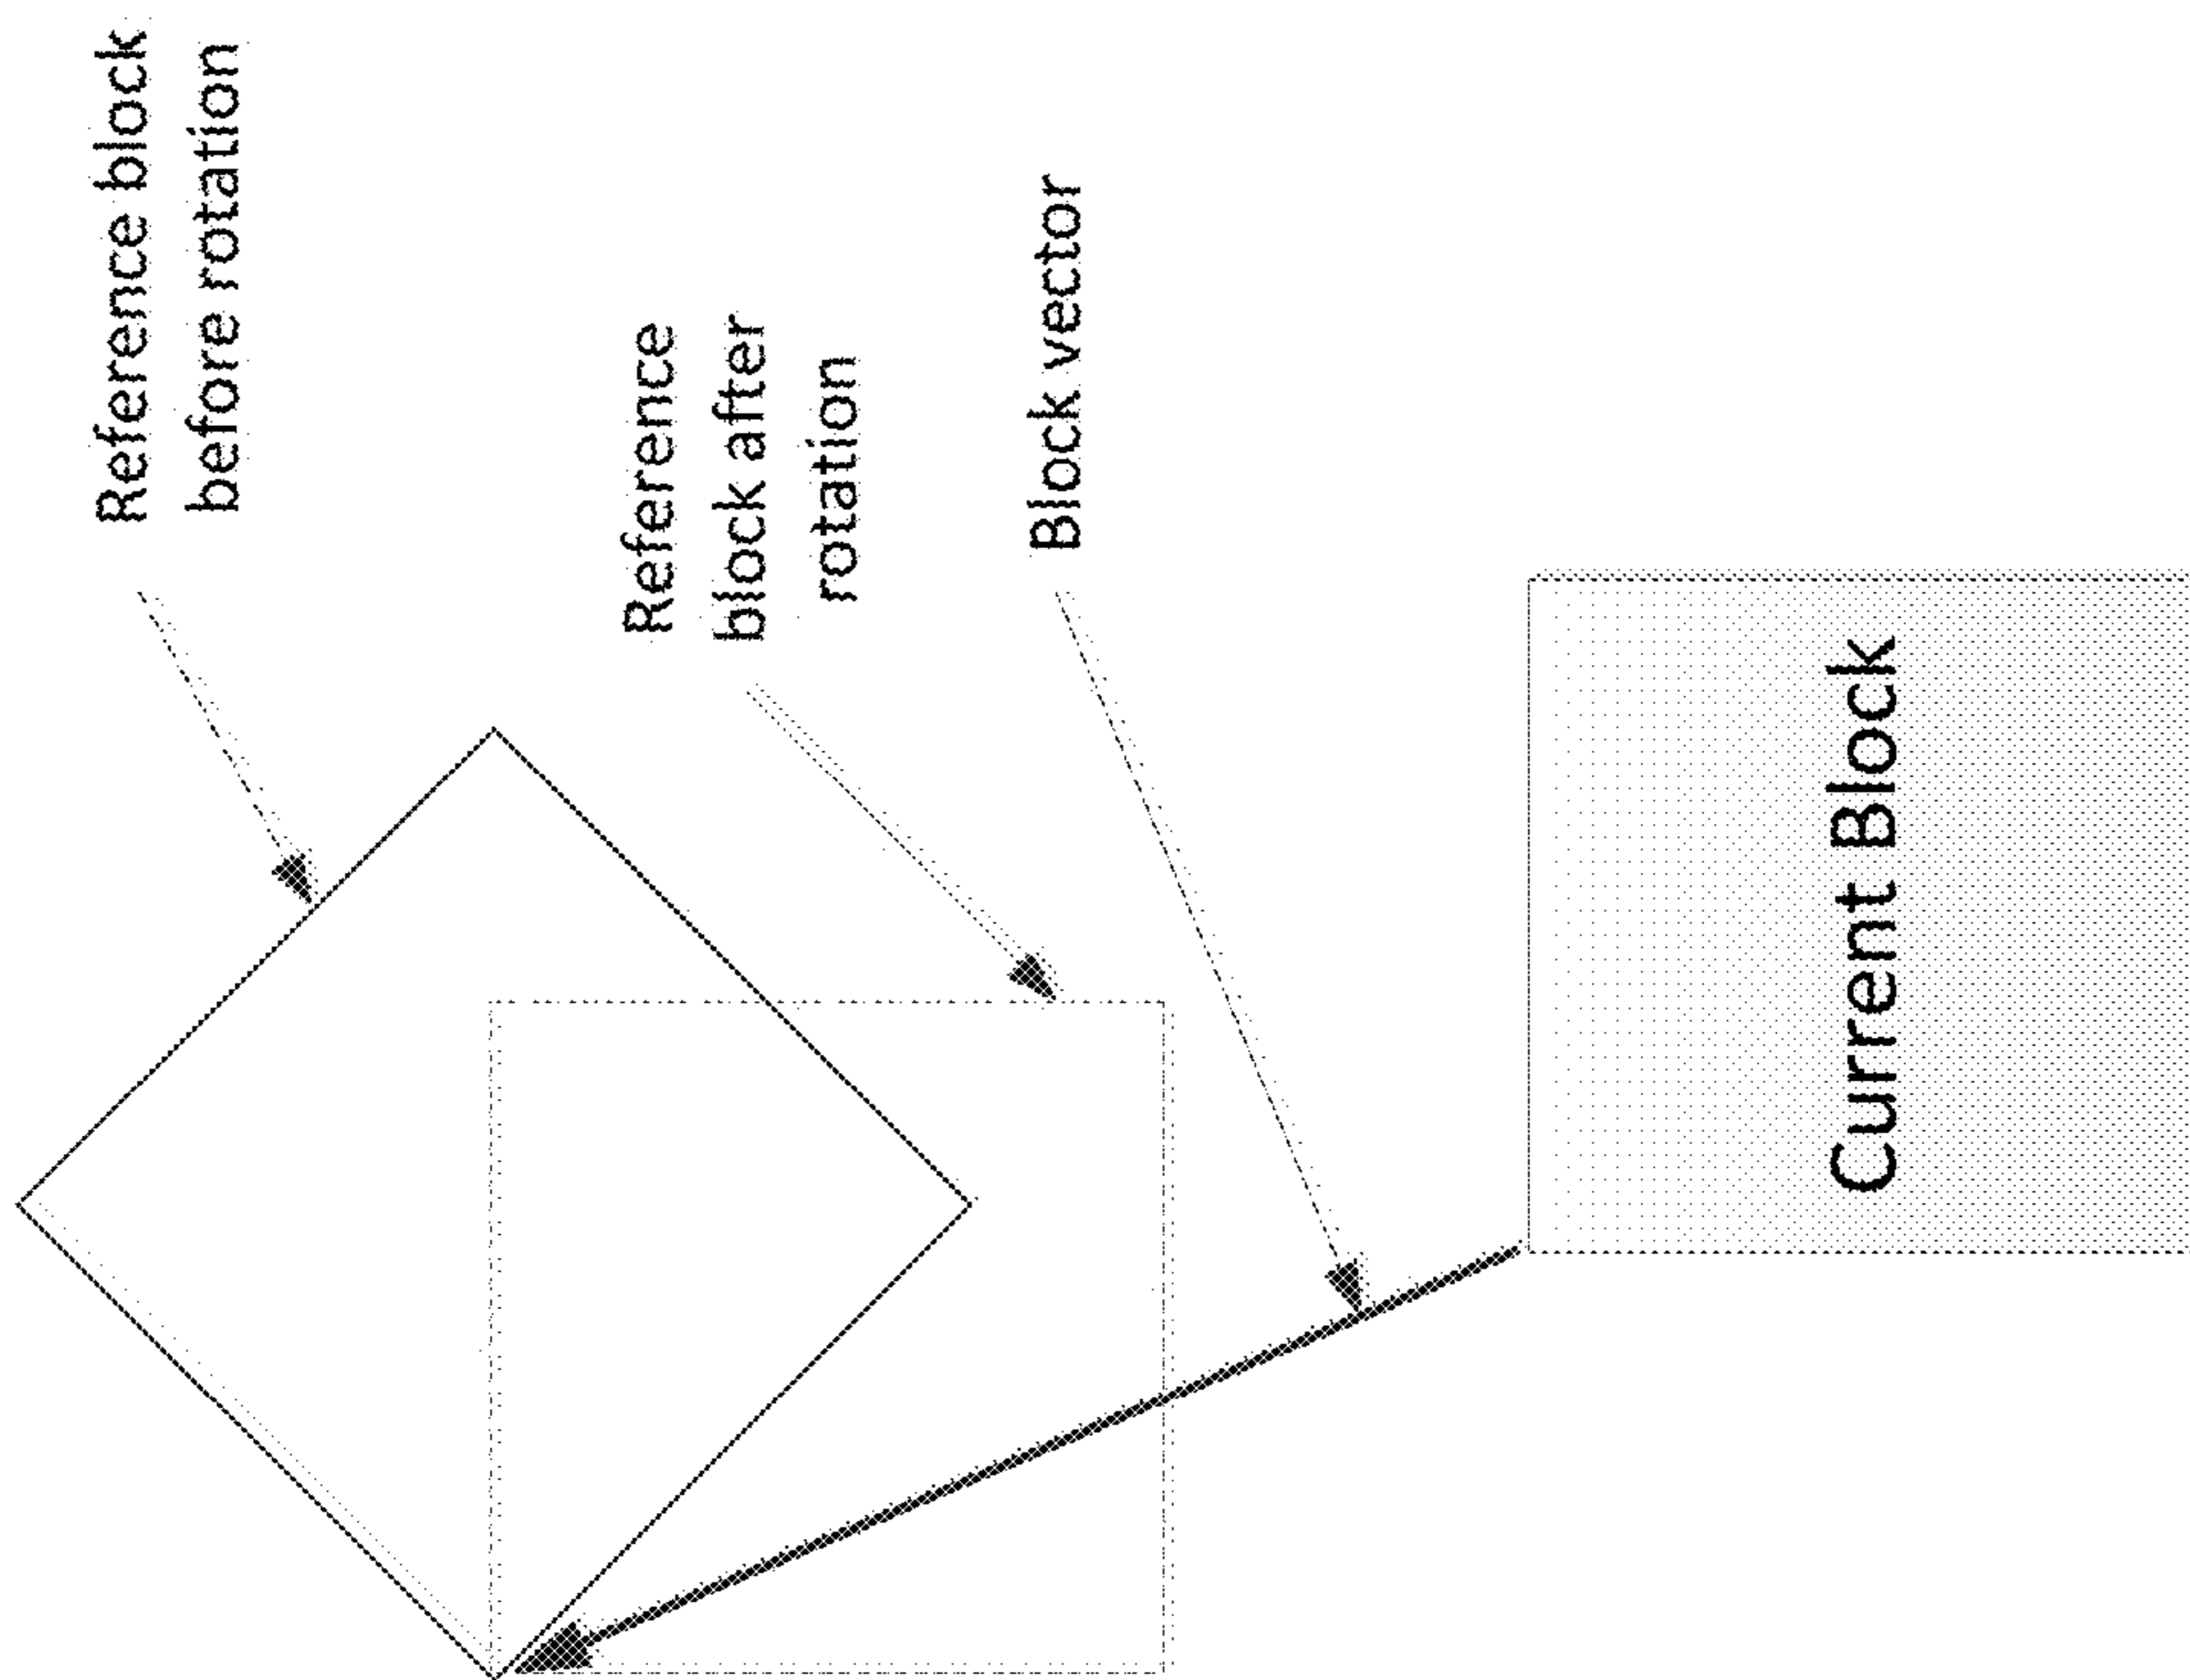 Reference block
before rotation
Reference
block after
rotation
Block vector
Current Block